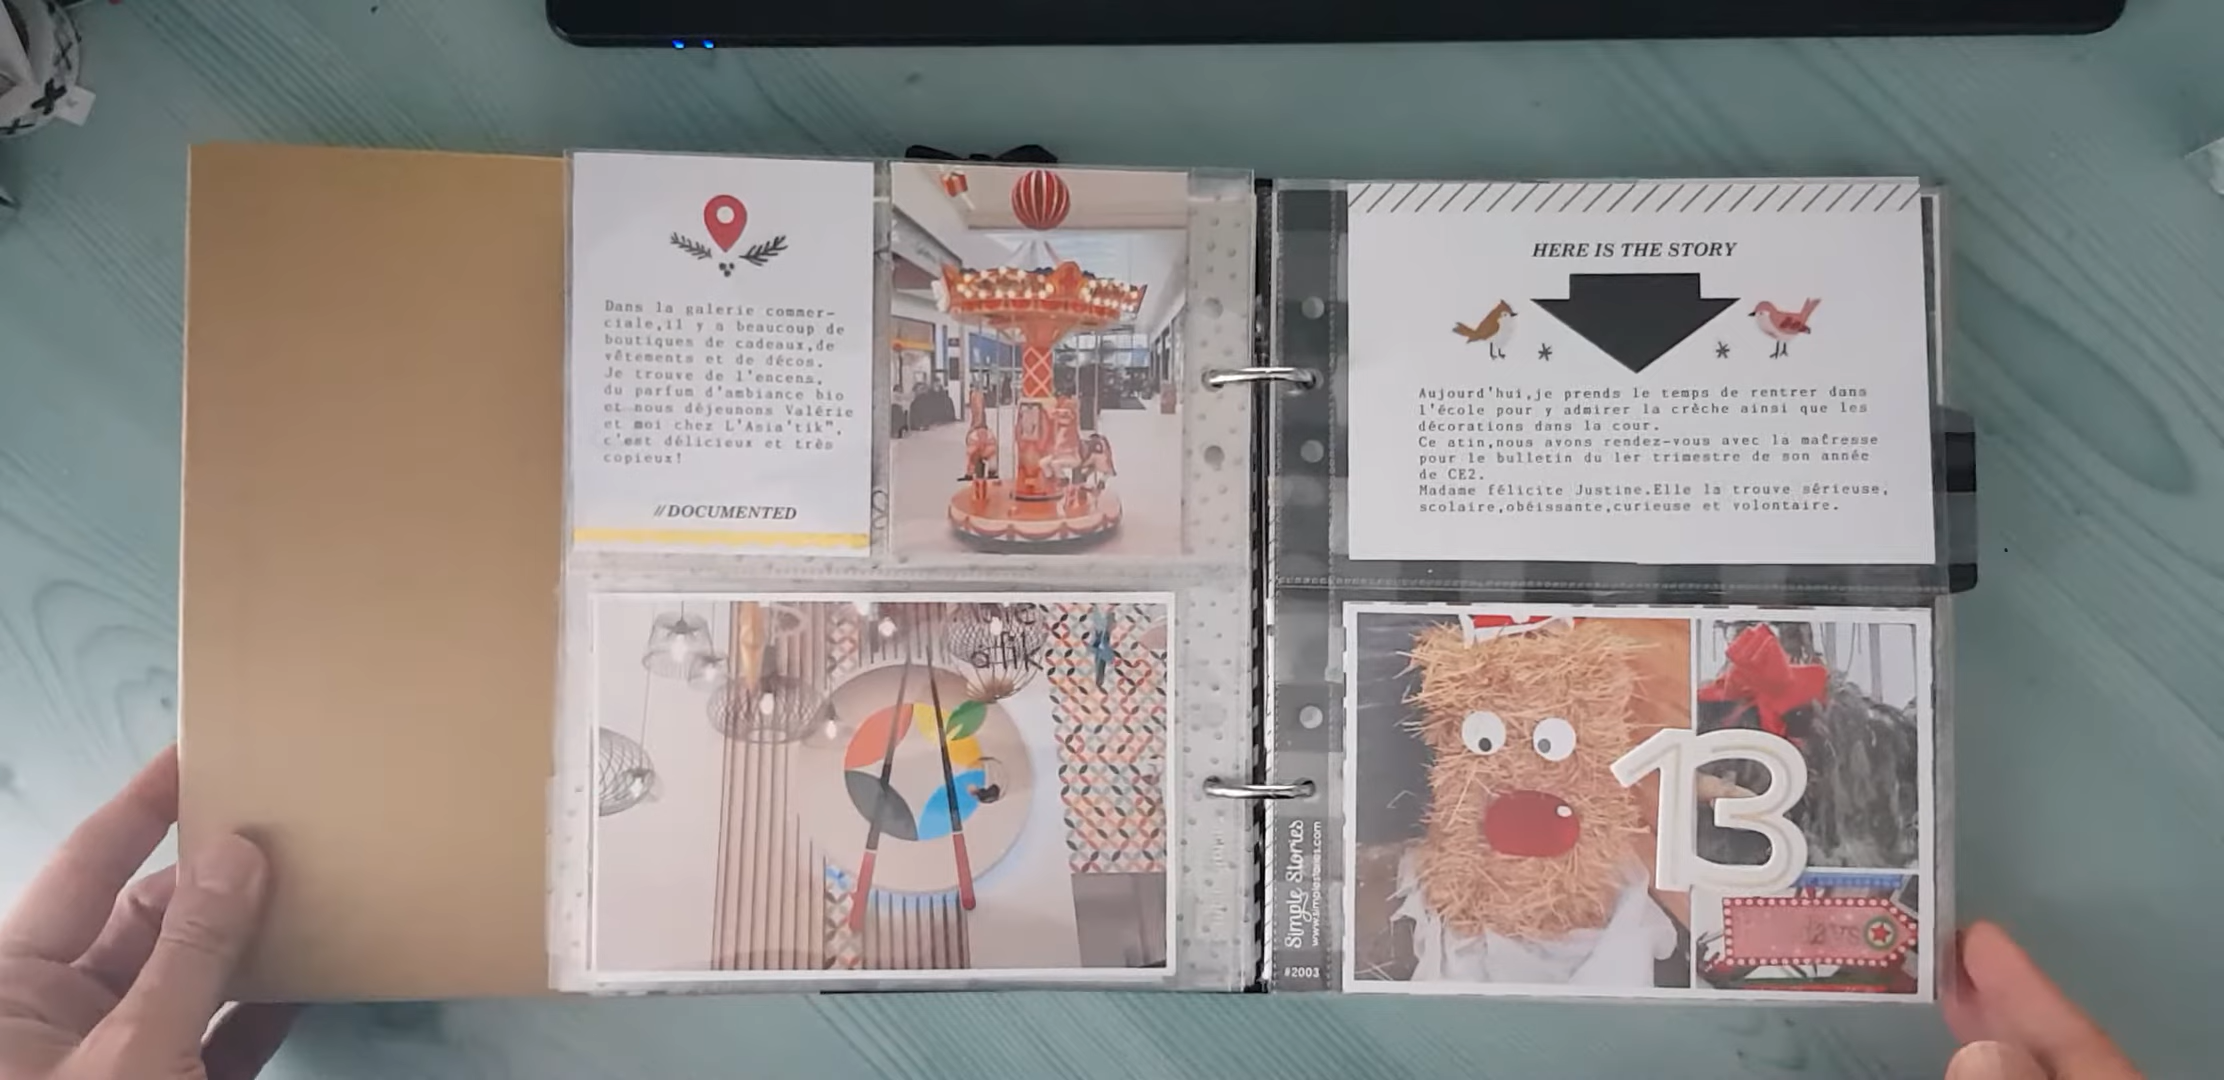 Dans la galerie commer-
ciale,il y a beaucoup de
boutiques de cadeaux,de
vêtements et de décos.
Je trouve de l'encens,
du parfum d'ambiance bio
et nous déjeunons Valérie
et moi chez L'Asia'tik",
c'est délicieux et très
copieux!
//DOCUMENTED
atik
HERE IS THE STORY
Aujourd'hui,je prends le temps de rentrer dans
l'école pour y admirer la crèche ainsi que les
décorations dans la cour.
Ce atin,nous avons rendez-vous avec la maîtresse
pour le bulletin du 1er trimestre de son année
de CE2.
Madame félicite Justine.Elle la trouve sérieuse,
scolaire,obéissante,curieuse et volontaire.
13
Simple Stories
www.simplestories.com
#2003